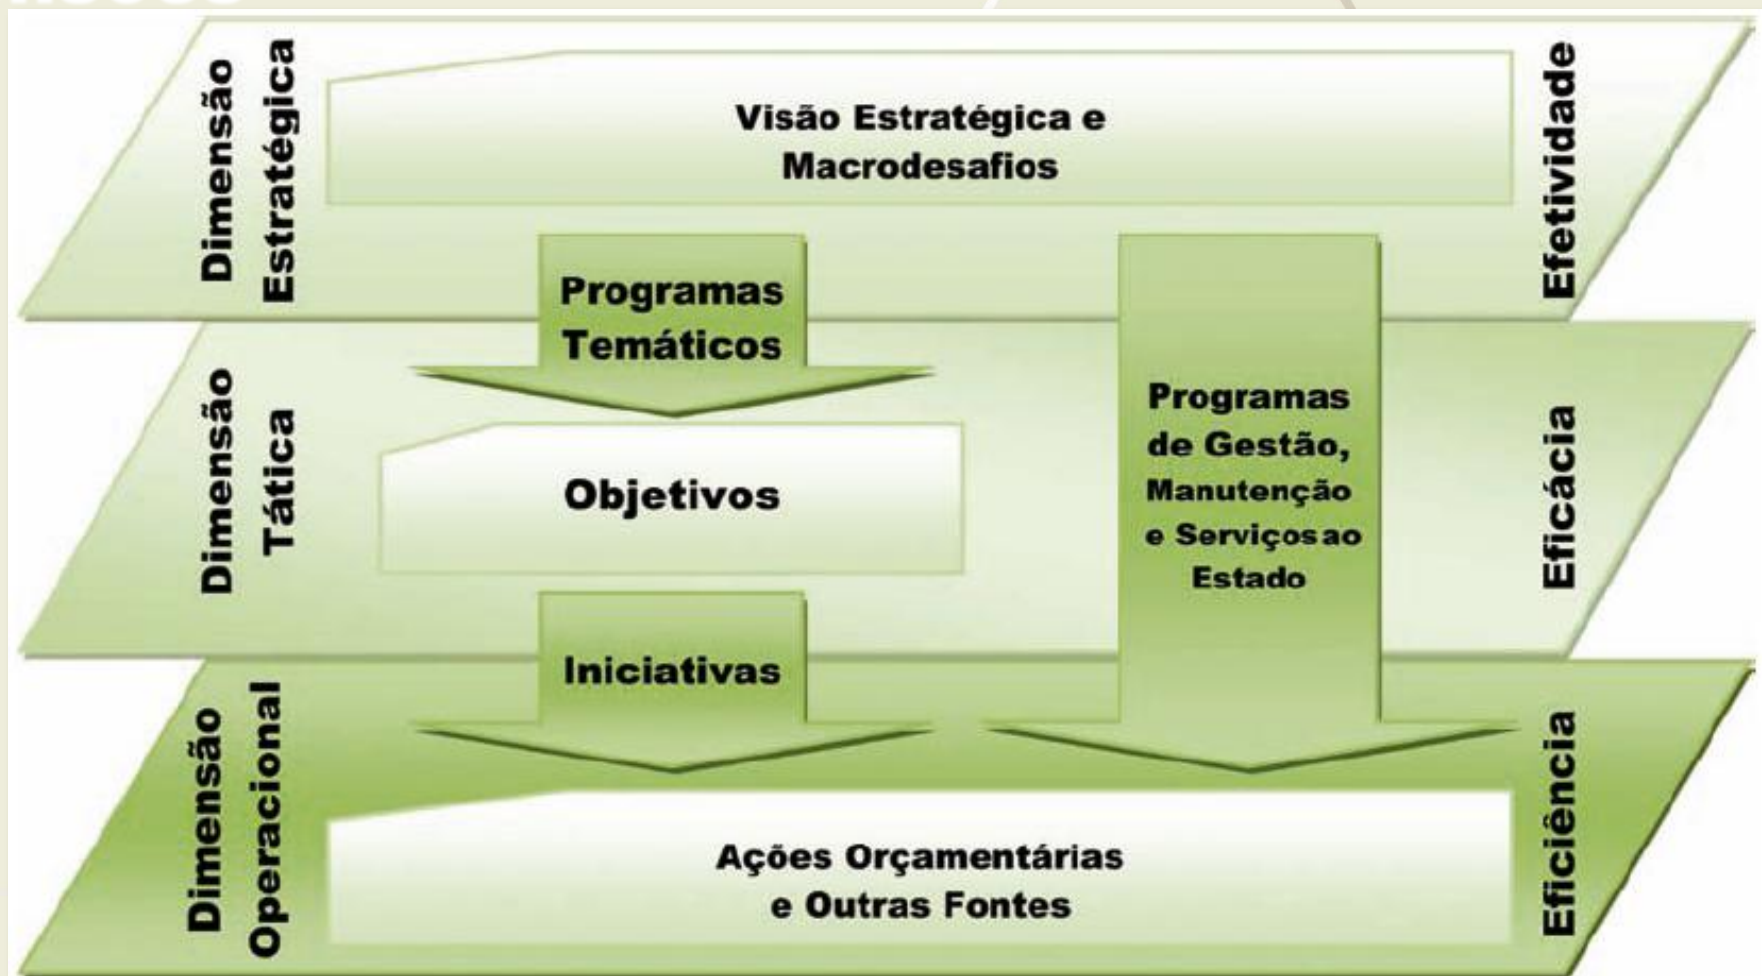 Dimensão
Estratégica
Visão Estratégica e
Macrodesafios
Efetividade
Programas
Temáticos
Dimensão
Tática
Objetivos
Programas
de Gestão,
Manutenção
e Serviços ao
Estado
Eficácia
Iniciativas
Dimensão
Operacional
Ações Orçamentárias
e Outras Fontes
Eficiência